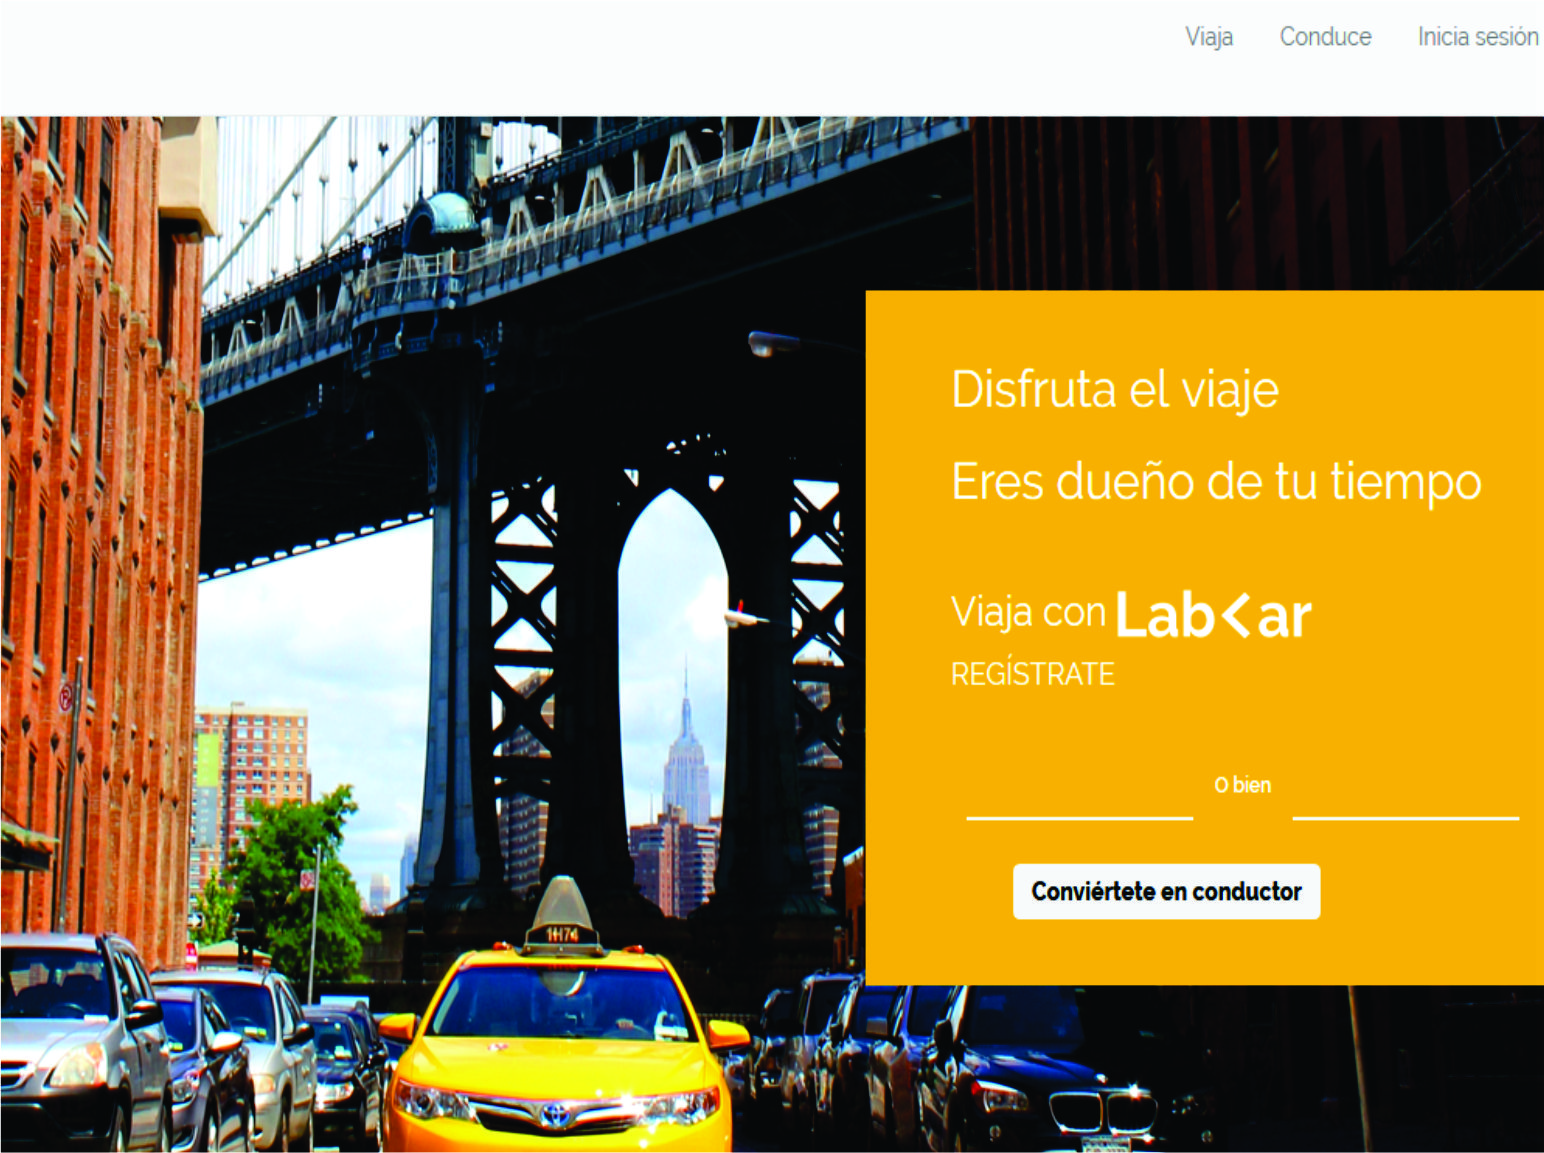 Viaja Conduce Inicia sesión
Disfruta el viaje
Eres dueño de tu tiempo
Viaja con Lab<ar
REGÍSTRATE
O bien
Conviértete en conductor
1H74